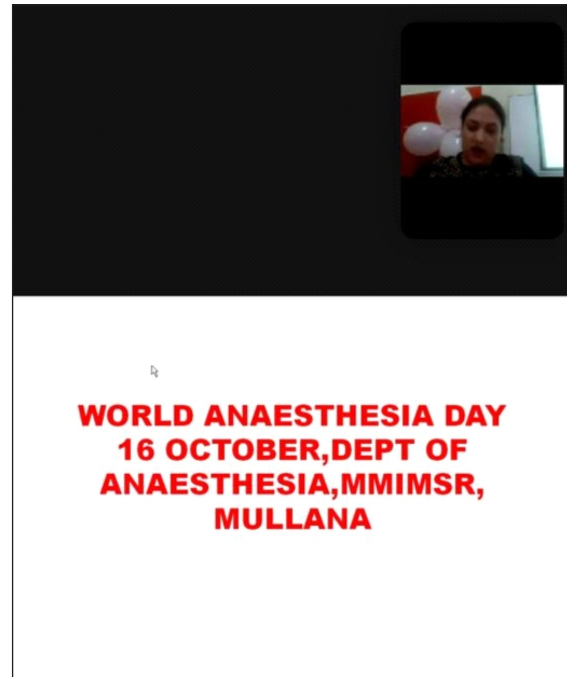 WORLD ANAESTHESIA DAY
16 OCTOBER,DEPT OF
ANAESTHESIA,MMIMSR,
MULLANA